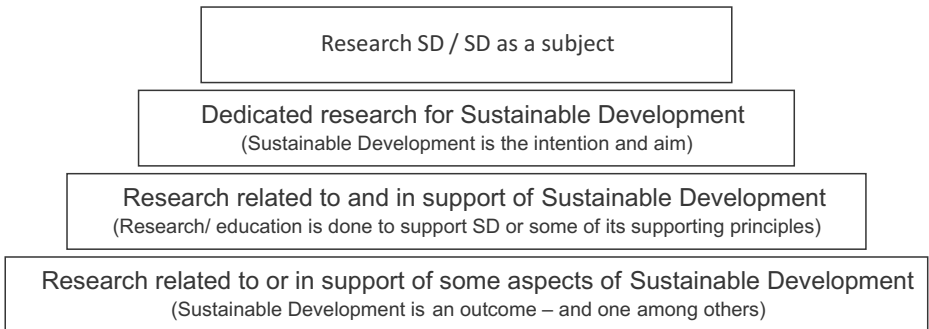 Research SD / SD as a subject
Dedicated research for Sustainable Development
(Sustainable Development is the intention and aim)
Research related to and in support of Sustainable Development
(Research/ education is done to support SD or some of its supporting principles)
Research related to or in support of some aspects of Sustainable Development
(Sustainable Development is an outcome – and one among others)